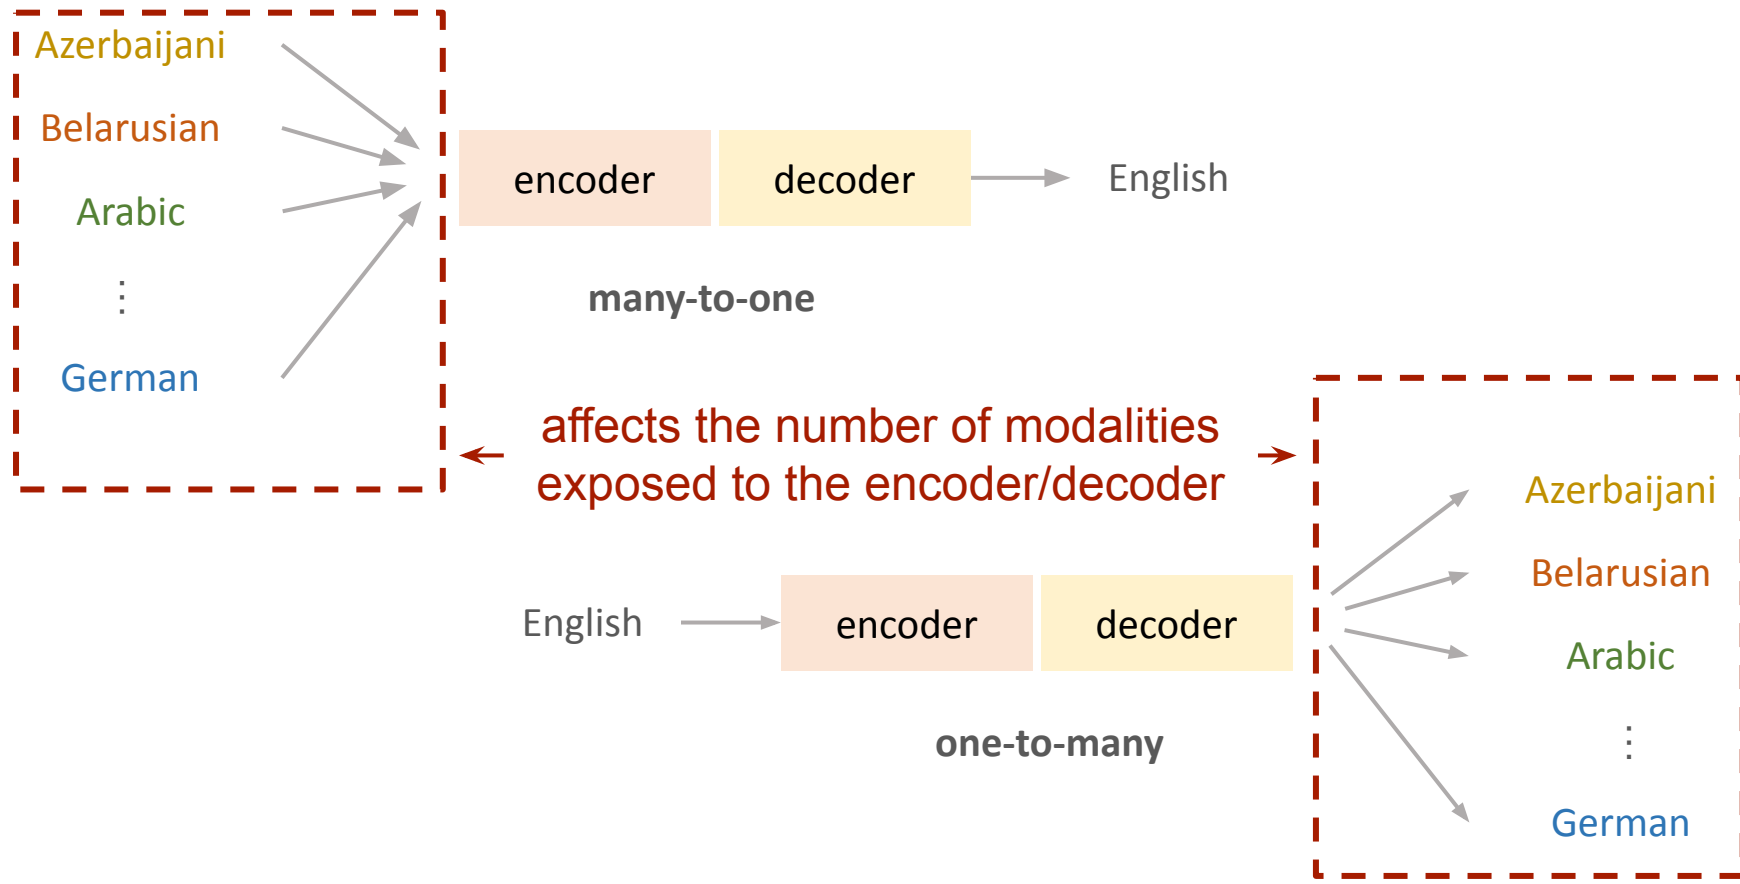 Azerbaijani
Belarusian
Arabic
⋮
German
encoder
decoder
English
many-to-one
affects the number of modalities
exposed to the encoder/decoder
English
encoder
decoder
one-to-many
Azerbaijani
Belarusian
Arabic
⋮
German